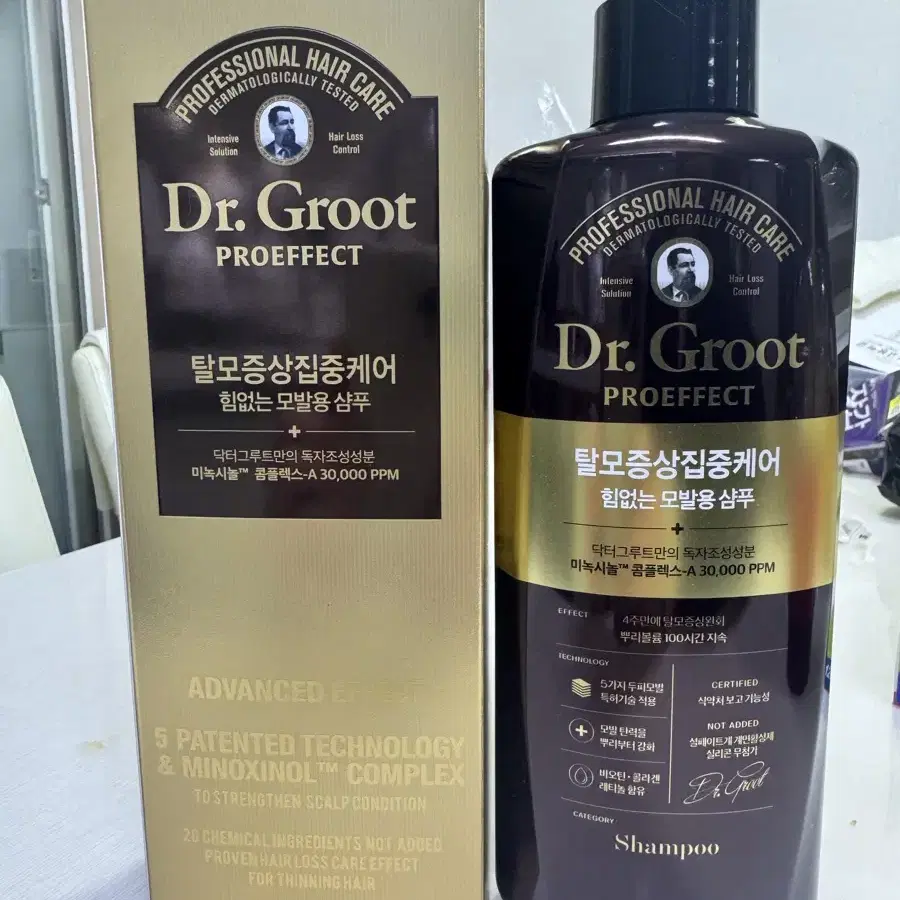 PROFESSIONAL HAIR CARE
DERMATOLOGICALLY TESTED
Intensive
Solution
Hair Loss
Control
Dr. Groot
PROEFFECT
탈모증상집중케어
힘없는 모발용 샴푸
+
닥터그루트만의 독자조성성분
미녹시놀™ 콤플렉스-A 30,000 PPM
ADVANCED
5 PATENTED TECHNOLOGY
& MINOXINOL™ COMPLEX
TO STRENGTHEN SCALP CONDITION
20 CHEMICAL INGREDIENTS NOT ADDED
PROVEN HAIR LOSS CARE EFFECT
FOR THINNING HAIR
PROFESSIONAL HAIR CARE
DERMATOLOGICALLY TESTED
Intensive
Solution
Hair Loss
Control
Dr. Groot
PROEFFECT
탈모증상집중케어
힘없는 모발용 샴푸
+
닥터그루트만의 독자조성성분
미녹시놀™ 콤플렉스-A 30,000 PPM
EFFECT
4주만에 탈모증상완화
뿌리볼륨 100시간 지속
TECHNOLOGY
5가지 두피모발
특허기술 적용
모발 탄력을
뿌리부터 강화
비오틴·콜라겐
레티놀 함유
CERTIFIED
식약처 보고 기능성
NOT ADDED
설페이트계 계면활성제
실리콘 무첨가
Dr. Groot
CATEGORY
Shampoo